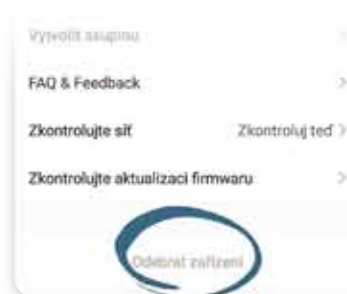 Vytvořit skupinu
FAQ & Feedback
Zkontrolujte síť Zkontroluj teď
Zkontrolujte aktualizaci firmwaru
Odebrat zařízení